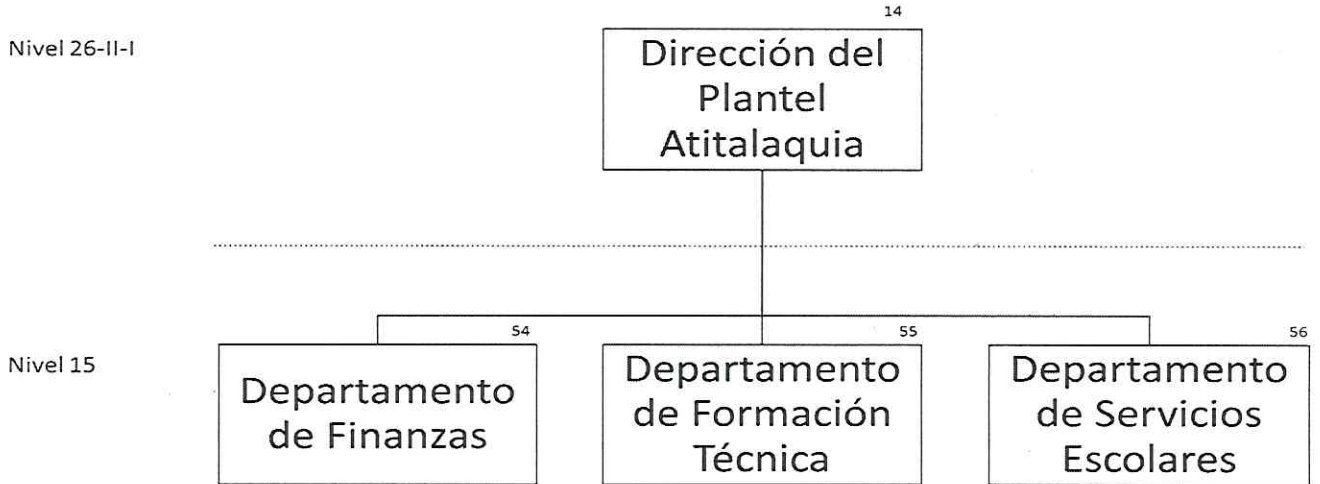 14
Nivel 26-II-I
Dirección del
Plantel
Atitalaquia
54
55
56
Nivel 15
Departamento
de Finanzas
Departamento
de Formación
Técnica
Departamento
de Servicios
Escolares